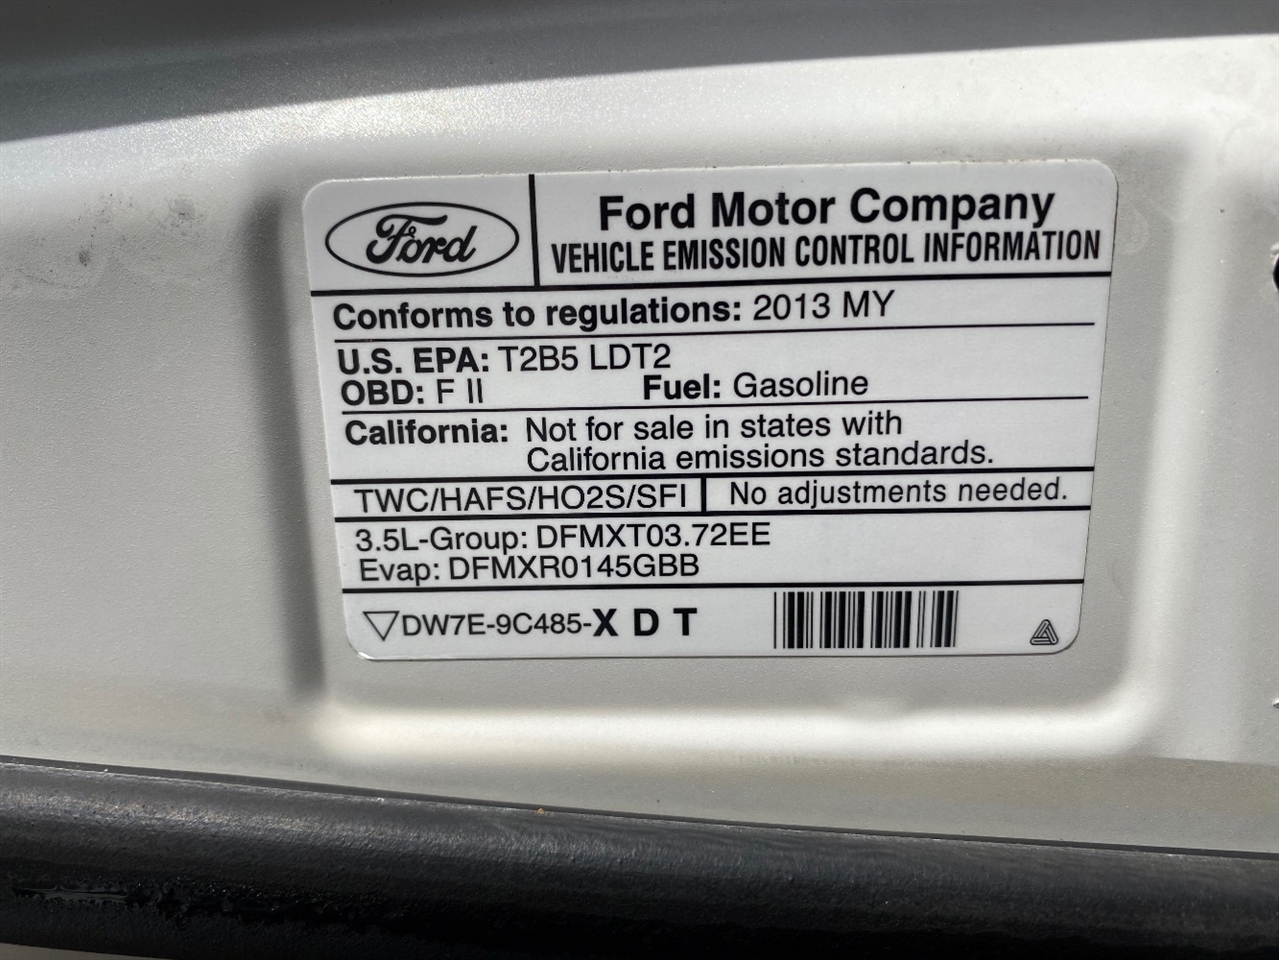 Ford
Ford Motor Company
VEHICLE EMISSION CONTROL INFORMATION
Conforms to regulations: 2013 MY
U.S. EPA: T2B5 LDT2
OBD: F II Fuel: Gasoline
California: Not for sale in states with
California emissions standards.
TWC/HAFS/HO2S/SFI No adjustments needed.
3.5L-Group: DFMXT03.72EE
Evap: DFMXR0145GBB
DW7E-9C485-X D T